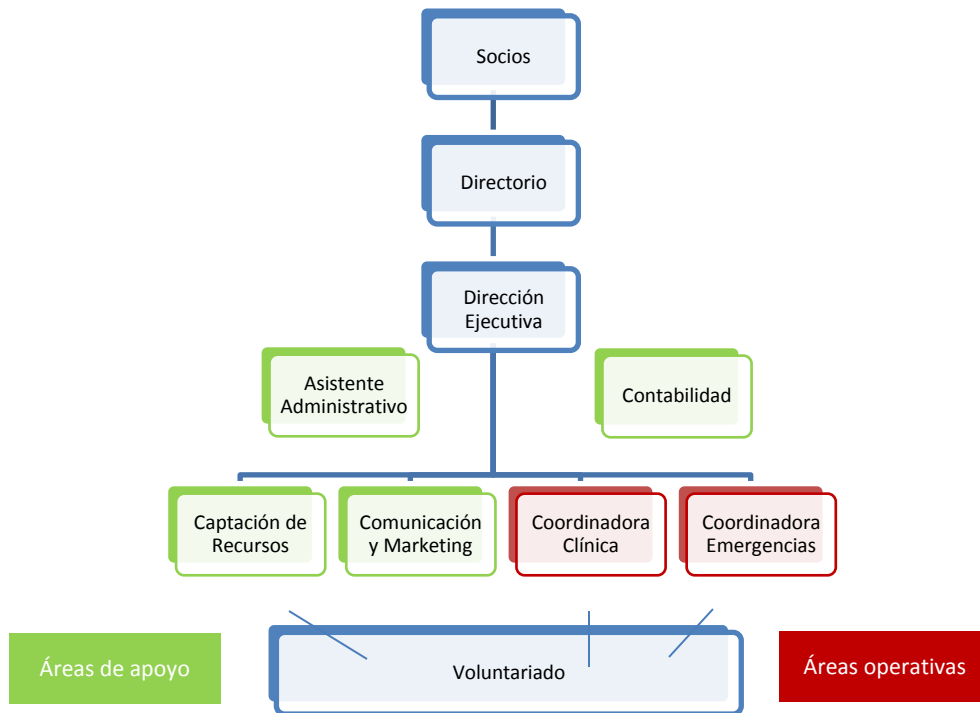 Socios
Directorio
Dirección
Ejecutiva
Asistente
Administrativo
Contabilidad
Captación de
Recursos
Comunicación
y Marketing
Coordinadora
Clínica
Coordinadora
Emergencias
Áreas de apoyo
Voluntariado
Áreas operativas